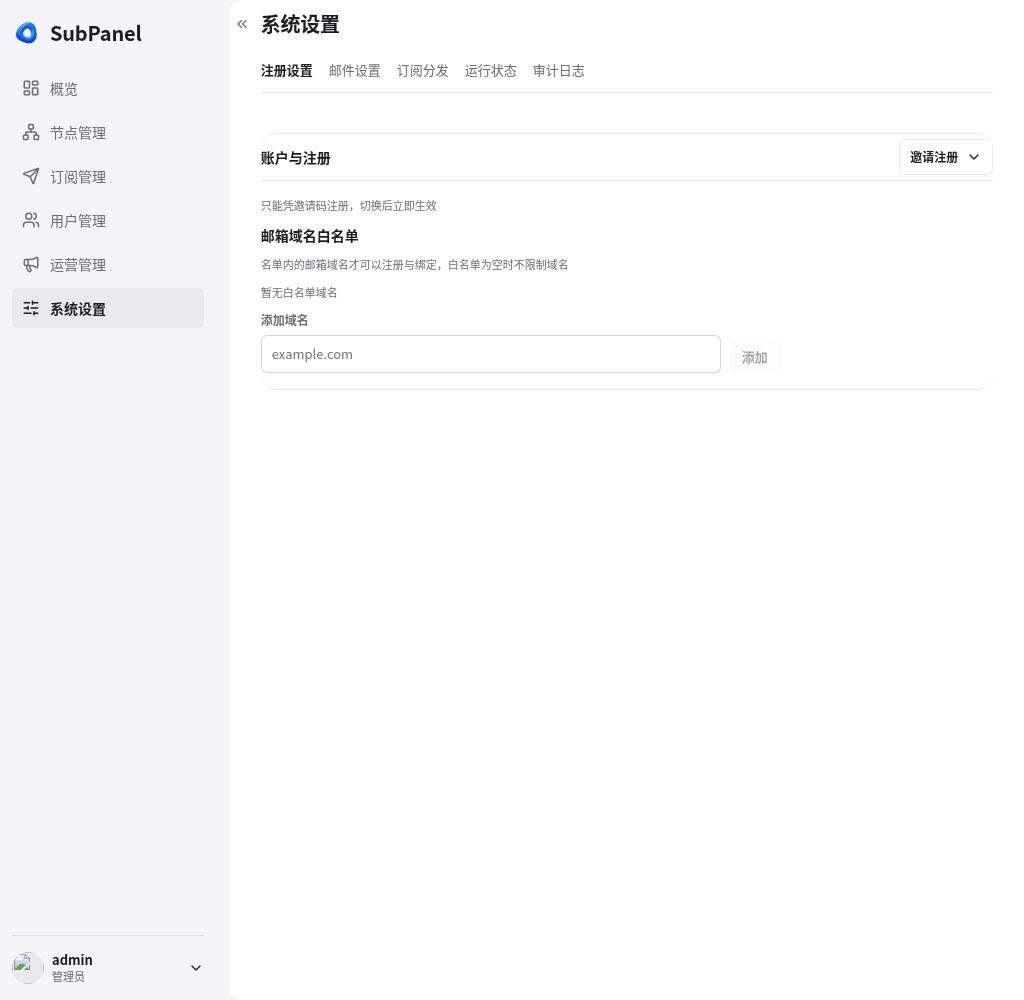 SubPanel
概览
节点管理
订阅管理
用户管理
运营管理
系统设置
admin
管理员
系统设置
注册设置 邮件设置 订阅分发 运行状态 审计日志
账户与注册
邀请注册
只能凭邀请码注册，切换后立即生效
邮箱域名白名单
名单内的邮箱域名才可以注册与绑定，白名单为空时不限制域名
暂无白名单域名
添加域名
example.com
添加